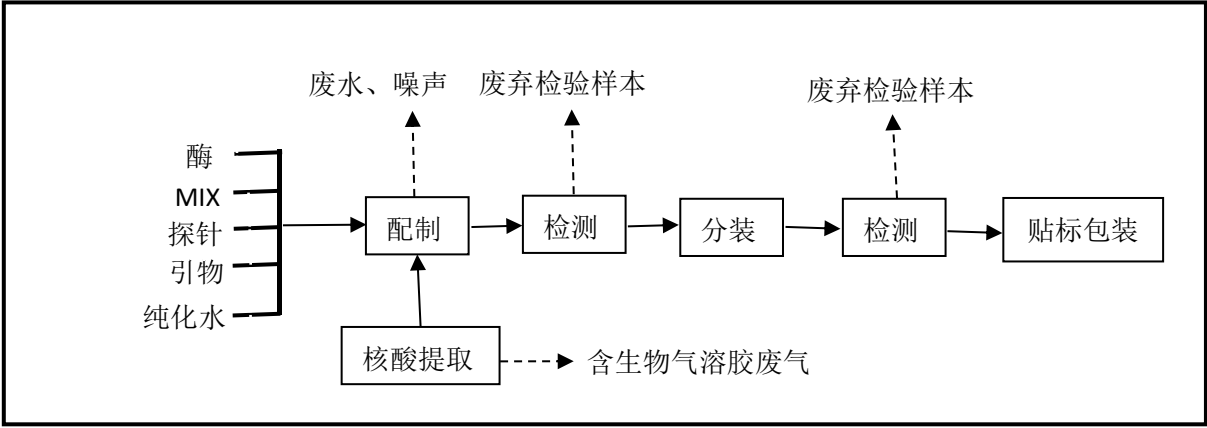 废水、噪声
废弃检验样本
废弃检验样本
酶
MIX
探针
引物
纯化水
配制
检测
分装
检测
贴标包装
核酸提取
含生物气溶胶废气